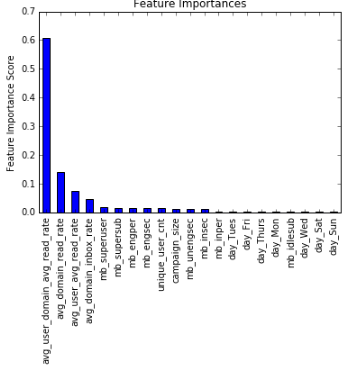 Feature Importances
0.7
0.6
0.5
0.4
0.3
0.2
0.1
0.0
Feature Importance Score
avg_user_domain_avg_read_rate
avg_domain_read_rate
avg_user_avg_read_rate
avg_domain_inbox_rate
mb_superuser
mb_supersub
mb_engper
mb_engsec
unique_user_cnt
campaign_size
mb_unengsec
mb_insec
mb_inper
day_Tues
day_Fri
day_Thurs
day_Mon
mb_idlesub
day_Wed
day_Sat
day_Sun